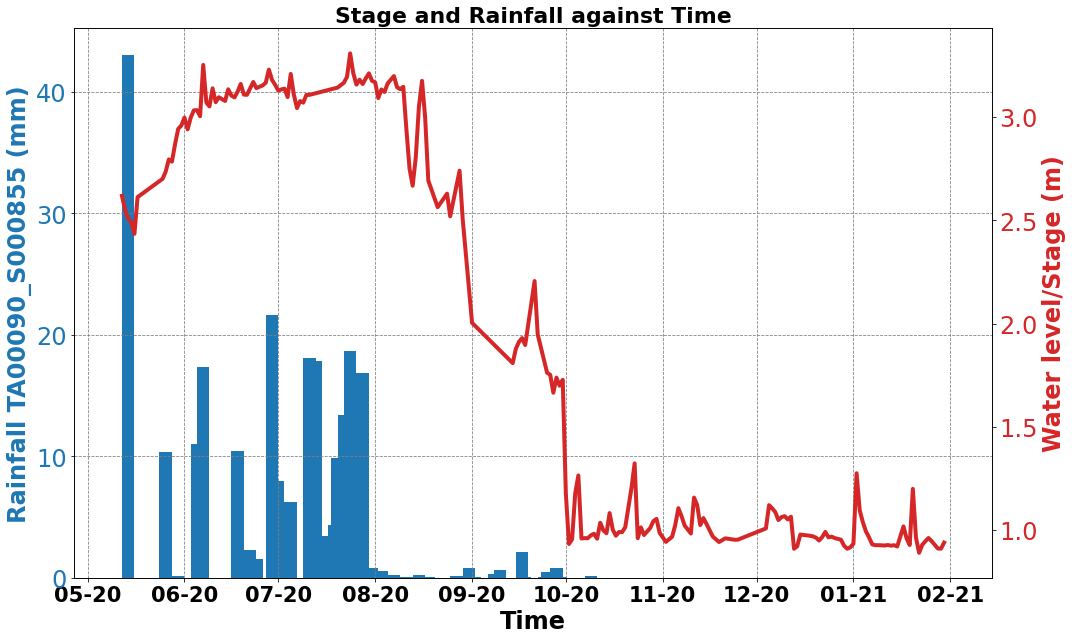 Stage and Rainfall against Time
Rainfall TA00090_S000855 (mm)
40
30
20
10
0
3.0
2.5
2.0
1.5
1.0
Water level/Stage (m)
05-20 06-20 07-20 08-20 09-20 10-20 11-20 12-20 01-21 02-21
Time